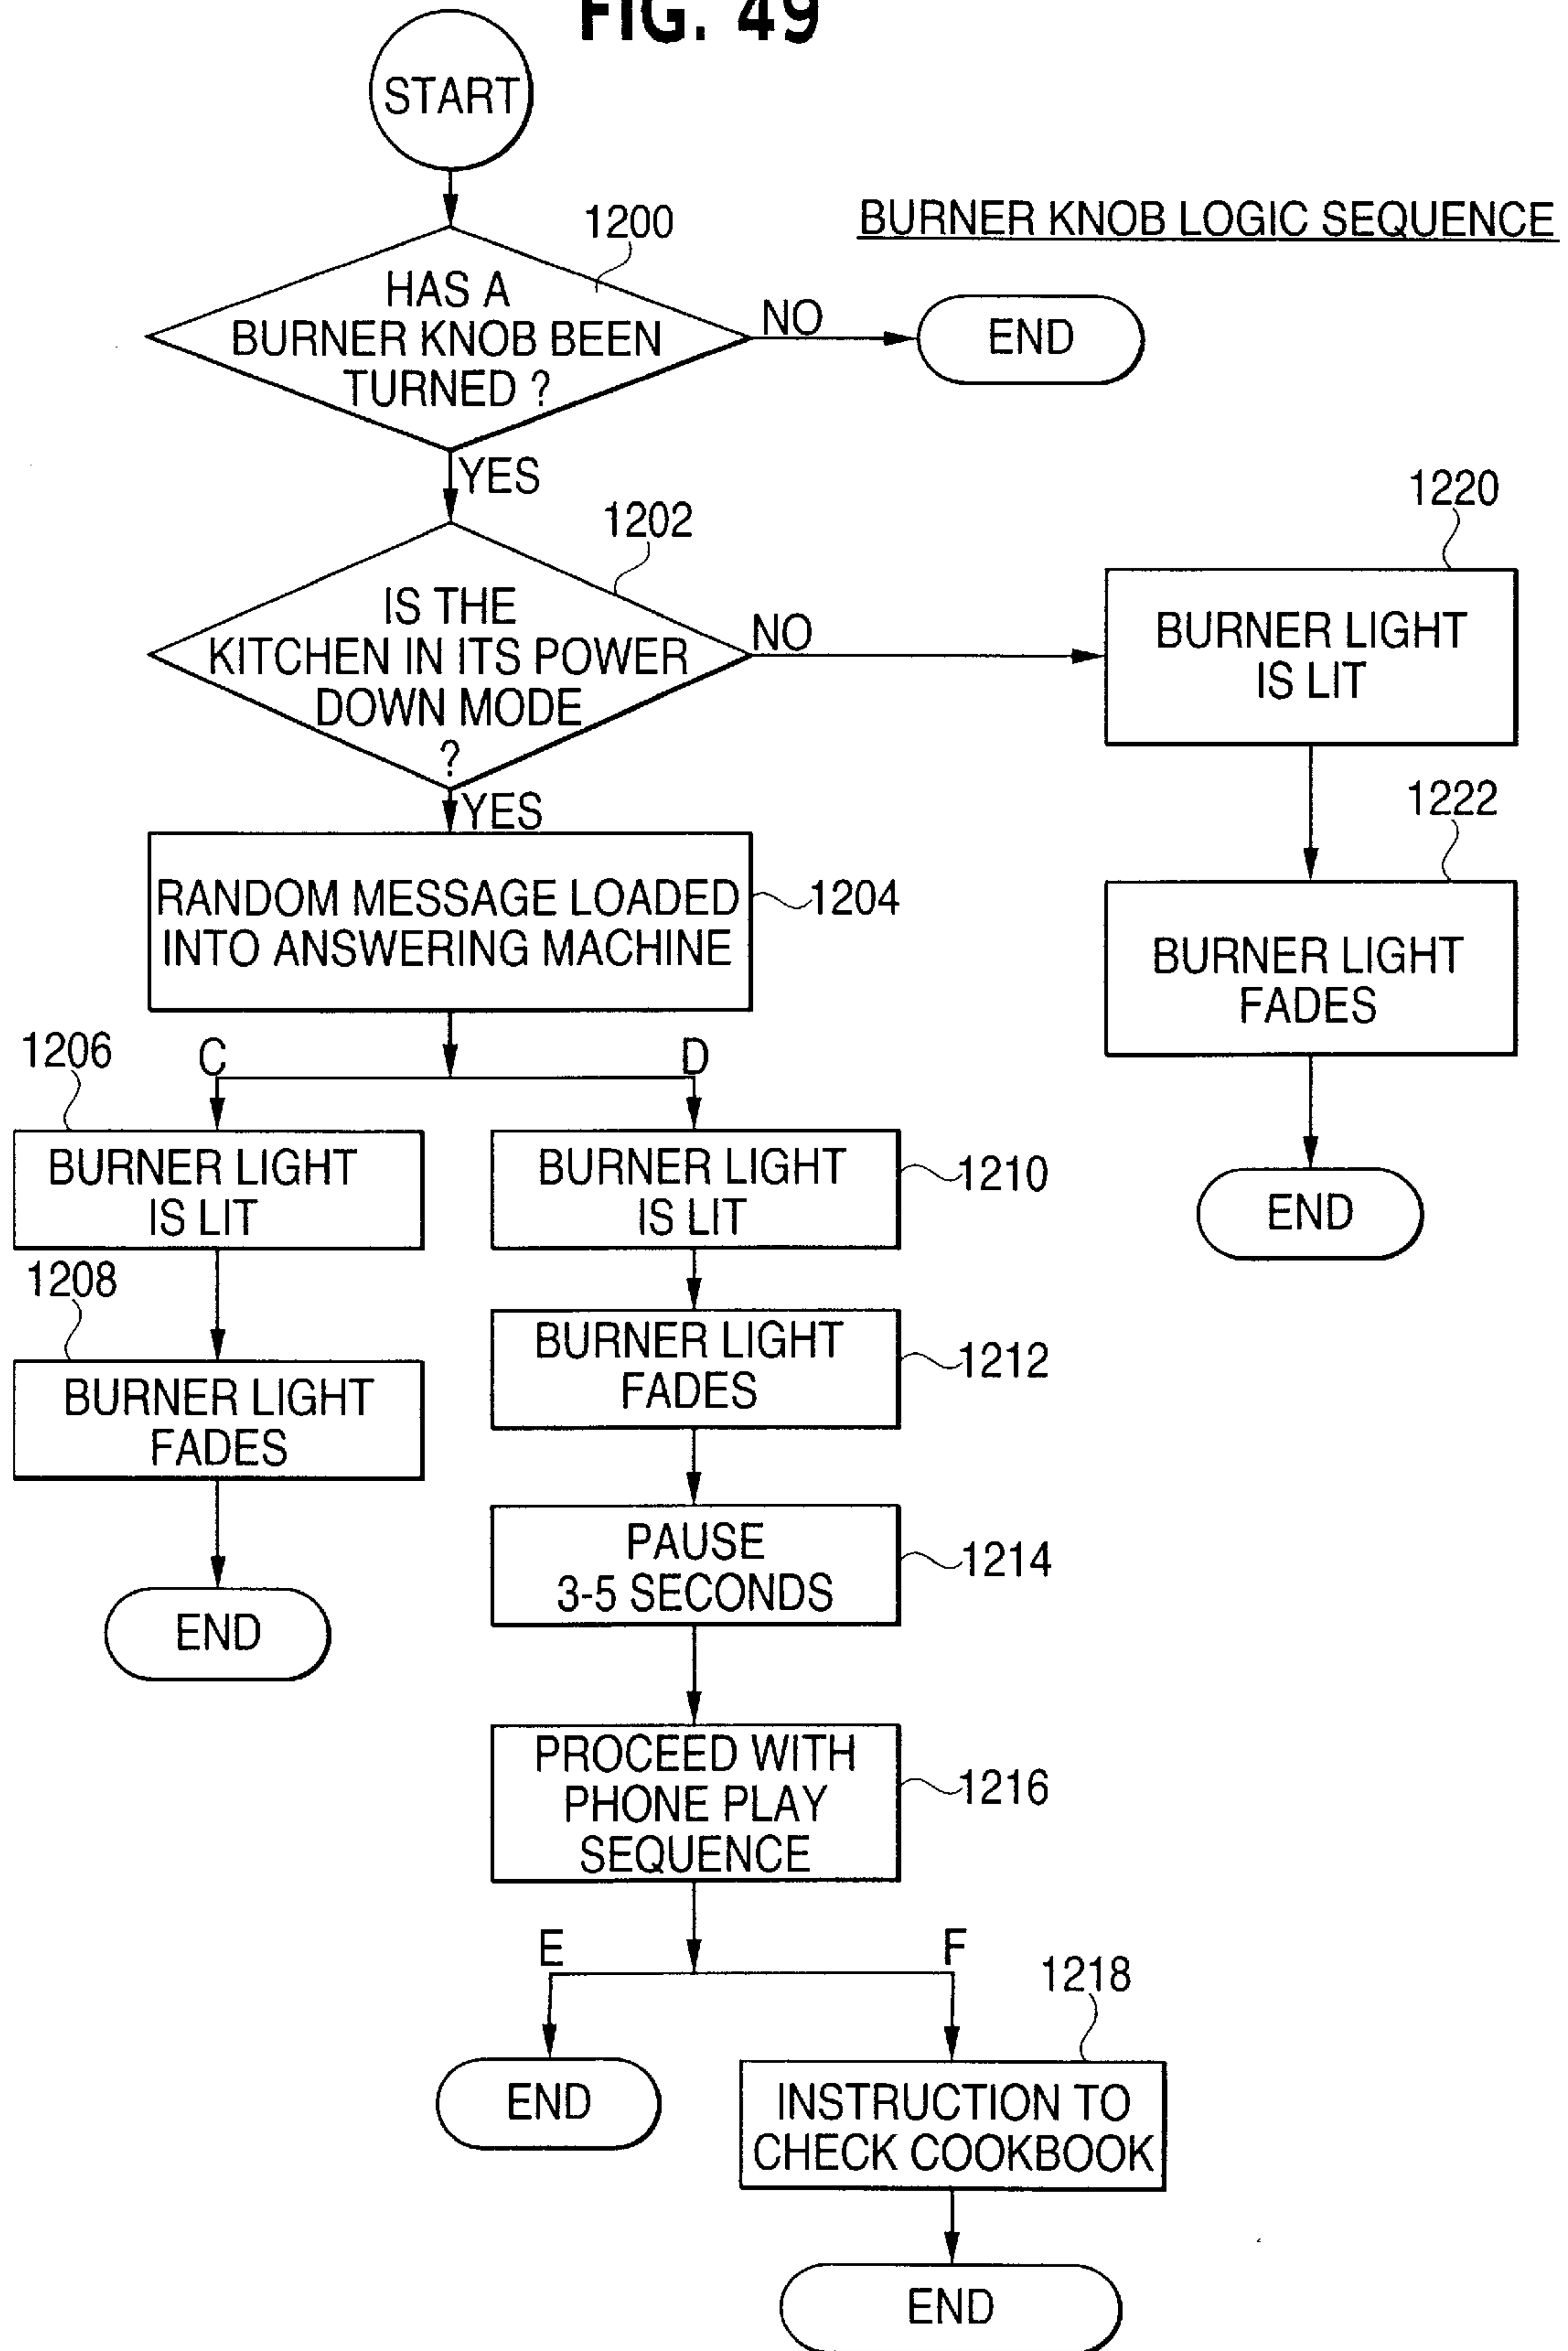 FIG. 49
START
1200
BURNER KNOB LOGIC SEQUENCE
HAS A
BURNER KNOB BEEN
TURNED ?
NO
END
YES
1202
1220
IS THE
KITCHEN IN ITS POWER
DOWN MODE
?
NO
BURNER LIGHT
IS LIT
YES
1222
RANDOM MESSAGE LOADED
INTO ANSWERING MACHINE
1204
BURNER LIGHT
FADES
END
1206
C
D
BURNER LIGHT
IS LIT
BURNER LIGHT
IS LIT
1210
1208
BURNER LIGHT
FADES
BURNER LIGHT
FADES
1212
END
PAUSE
3-5 SECONDS
1214
PROCEED WITH
PHONE PLAY
SEQUENCE
1216
E
F
1218
END
INSTRUCTION TO
CHECK COOKBOOK
END